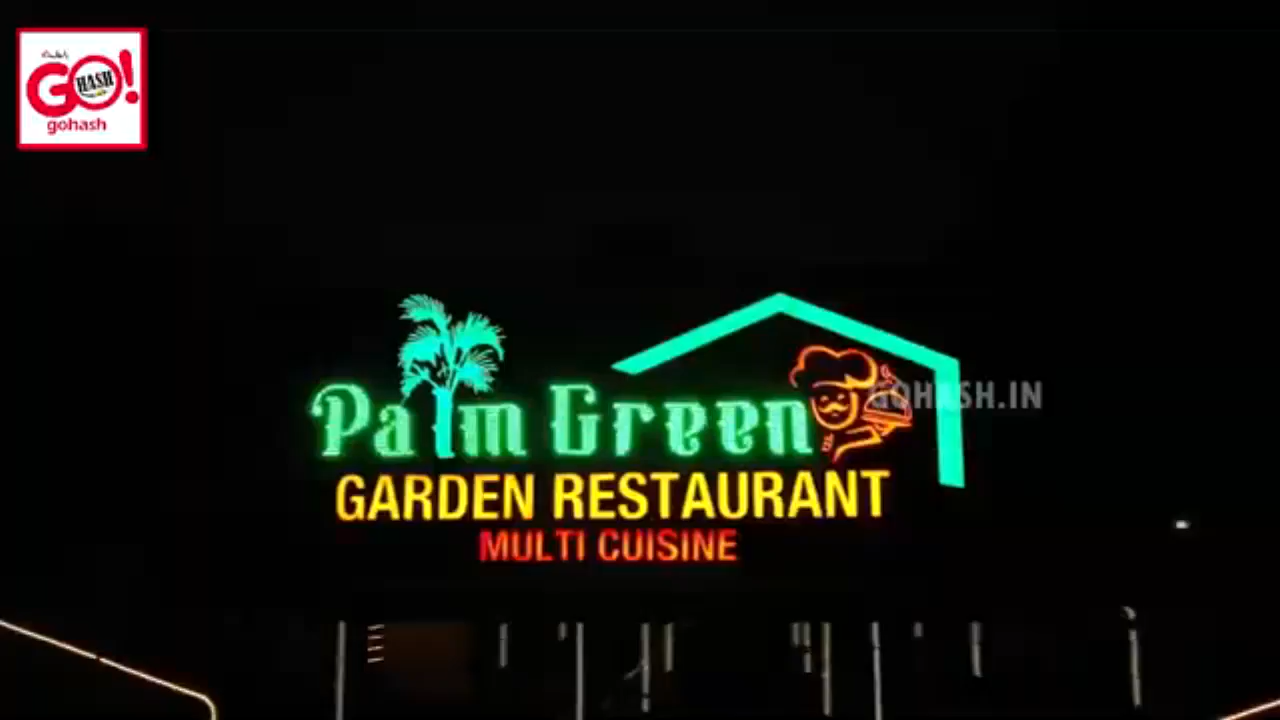 GO!
HASH
gohash
Palm Green
GOHASH.IN
GARDEN RESTAURANT
MULTI CUISINE